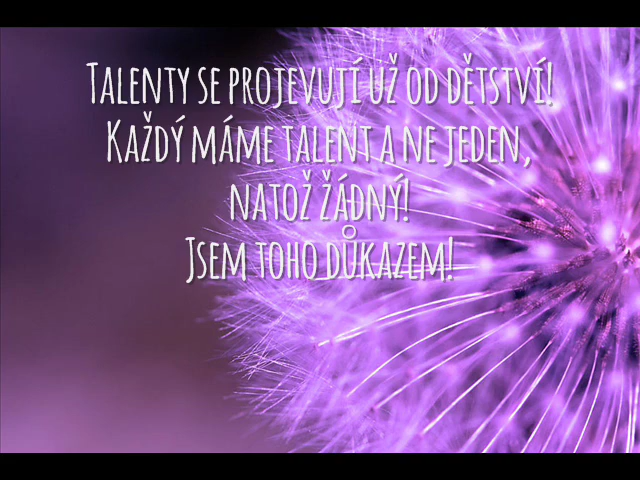 Talenty se projevují už od dětství!
Každý máme talent a ne jeden,
natož žádný!
Jsem toho důkazem!